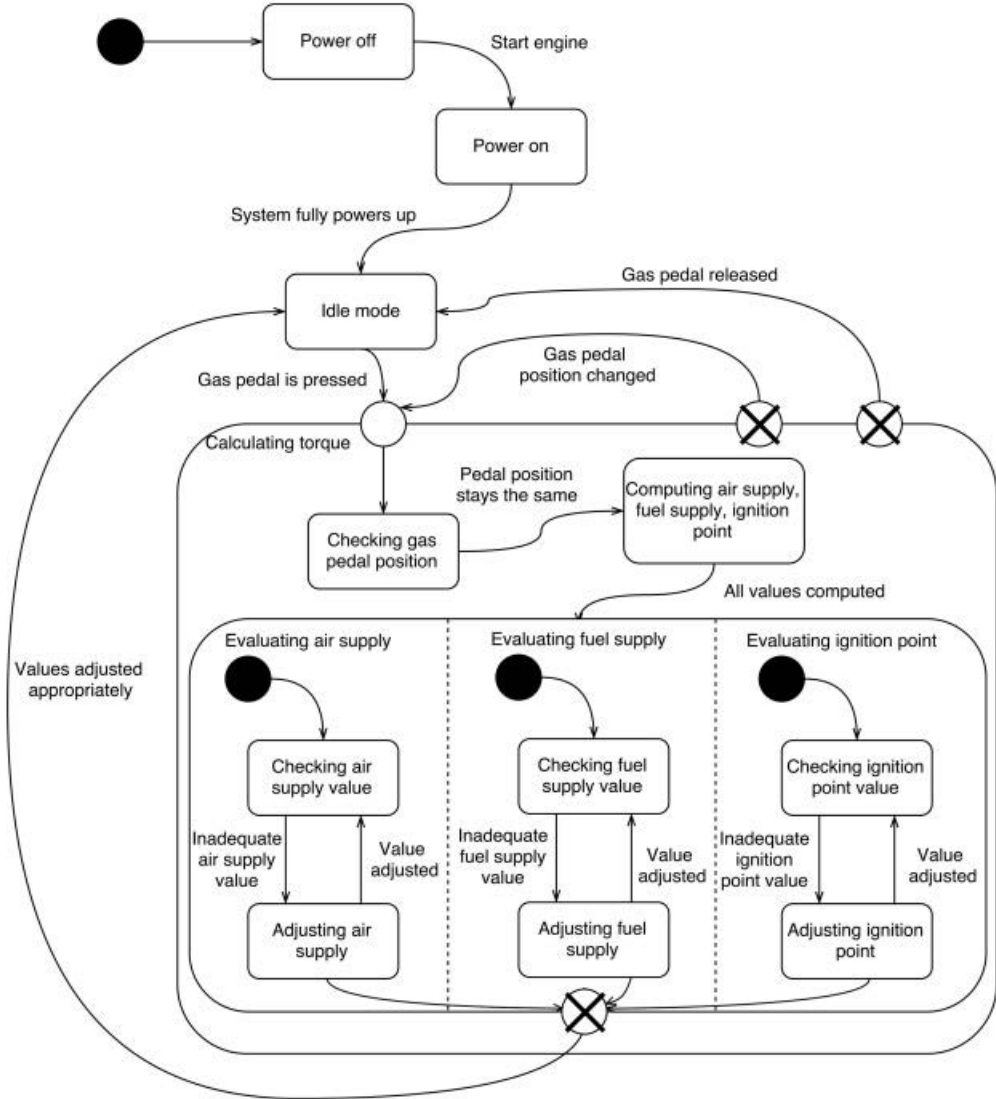 Power off
Start engine
Power on
System fully powers up
Gas pedal released
Idle mode
Gas pedal
position changed
Gas pedal is pressed
Calculating torque
Pedal position
stays the same
Computing air supply,
fuel supply, ignition
point
Checking gas
pedal position
All values computed
Evaluating air supply
Evaluating fuel supply
Evaluating ignition point
Values adjusted
appropriately
Checking air
supply value
Checking fuel
supply value
Checking ignition
point value
Inadequate
air supply
value
Value
adjusted
Inadequate
fuel supply
value
Value
adjusted
Inadequate
ignition
point value
Value
adjusted
Adjusting air
supply
Adjusting fuel
supply
Adjusting ignition
point